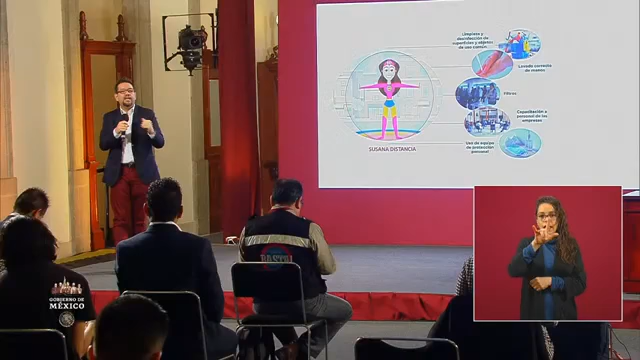 Limpieza y
desinfección de
superficies y objetos
de uso común
Lavado correcto
de manos
Filtros
Capacitación a
personal de las
empresas
Uso de equipo
de protección
personal
SUSANA DISTANCIA
GOBIERNO DE
MÉXICO